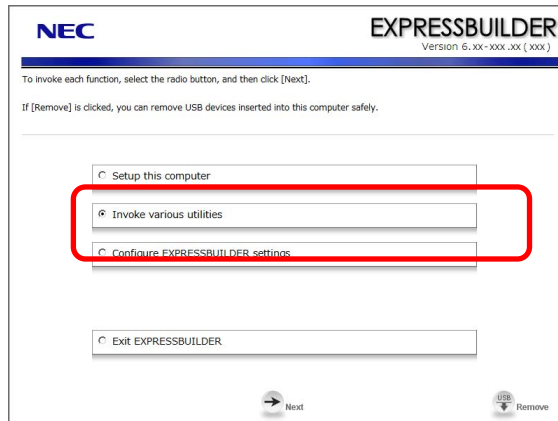 NEC
EXPRESSBUILDER
Version 6.xx-xxx.xx (xxx)
To invoke each function, select the radio button, and then click [Next].
If [Remove] is clicked, you can remove USB devices inserted into this computer safely.
Setup this computer
Invoke various utilities
Configure EXPRESSBUILDER settings
Exit EXPRESSBUILDER
Next
USB
Remove